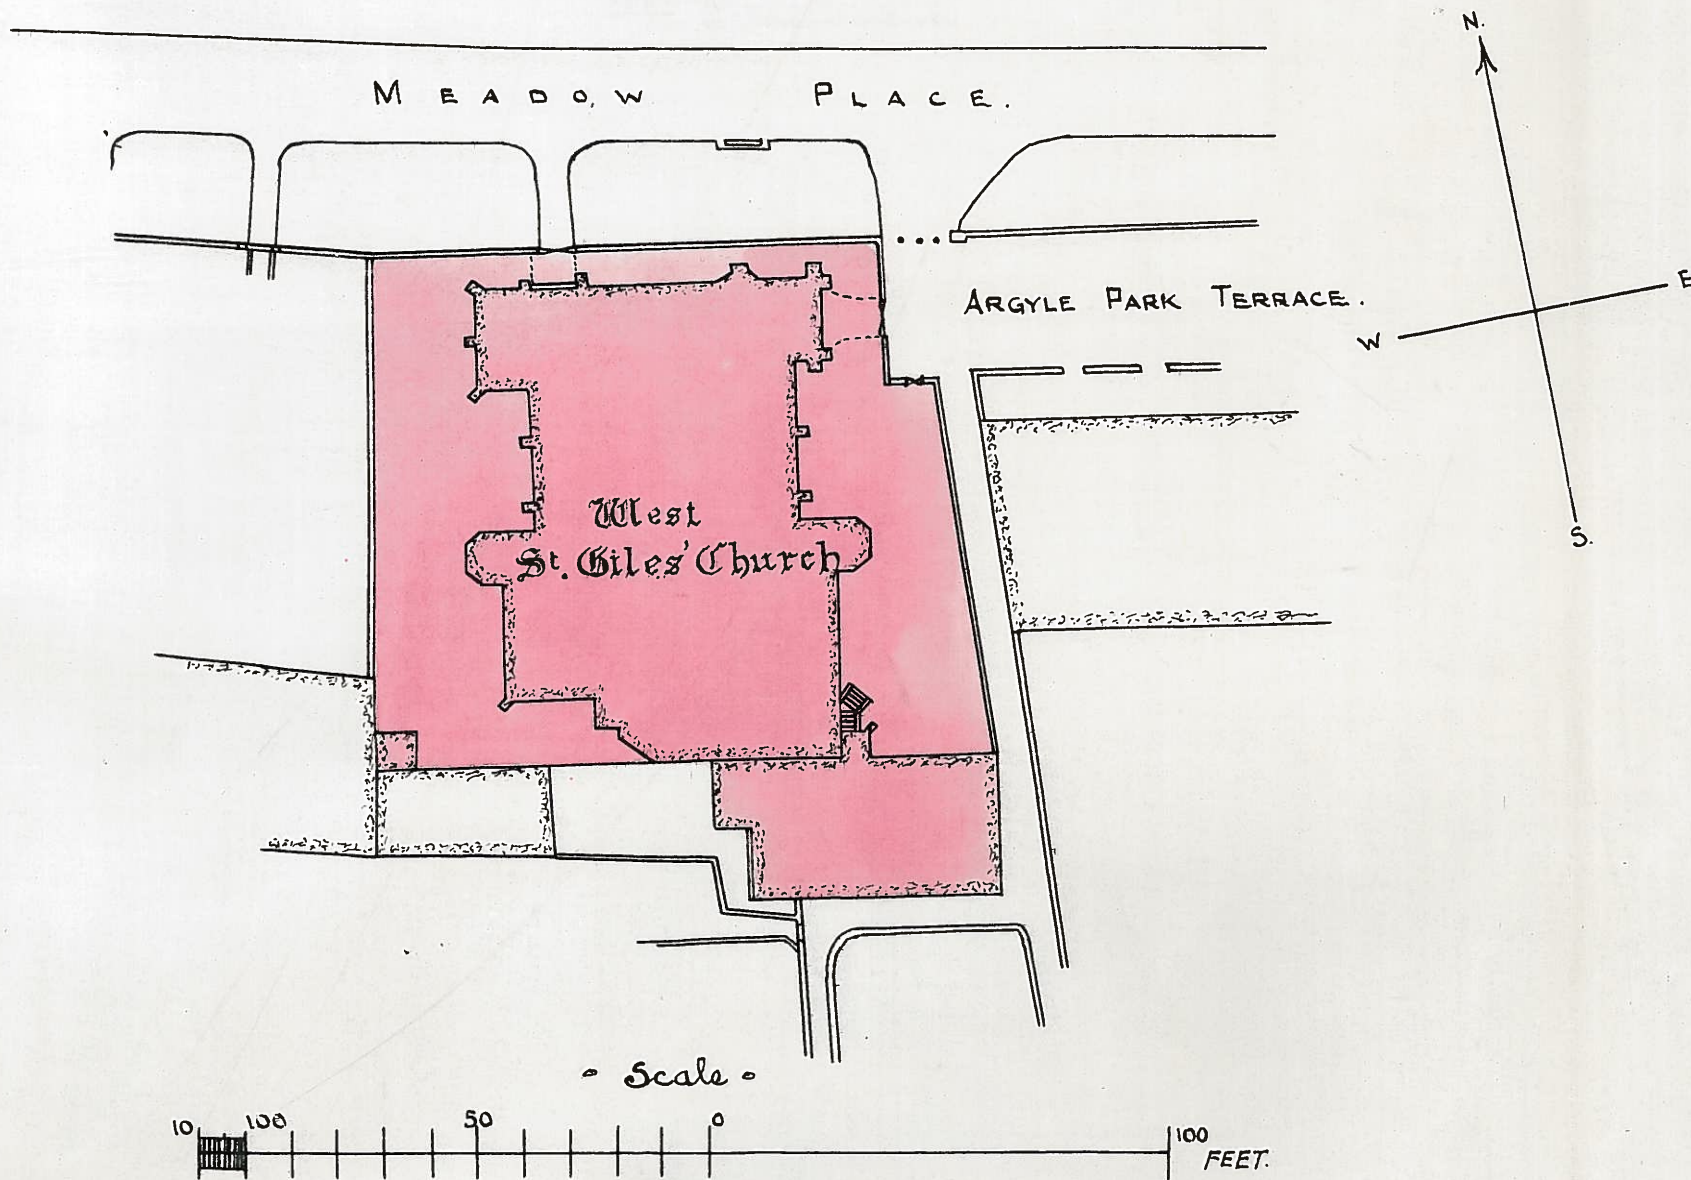 MEADOW PLACE.
N.
E
ARGYLE PARK TERRACE.
W
West
St. Giles' Church
S.
Scale
10 100 50 0 100
FEET.